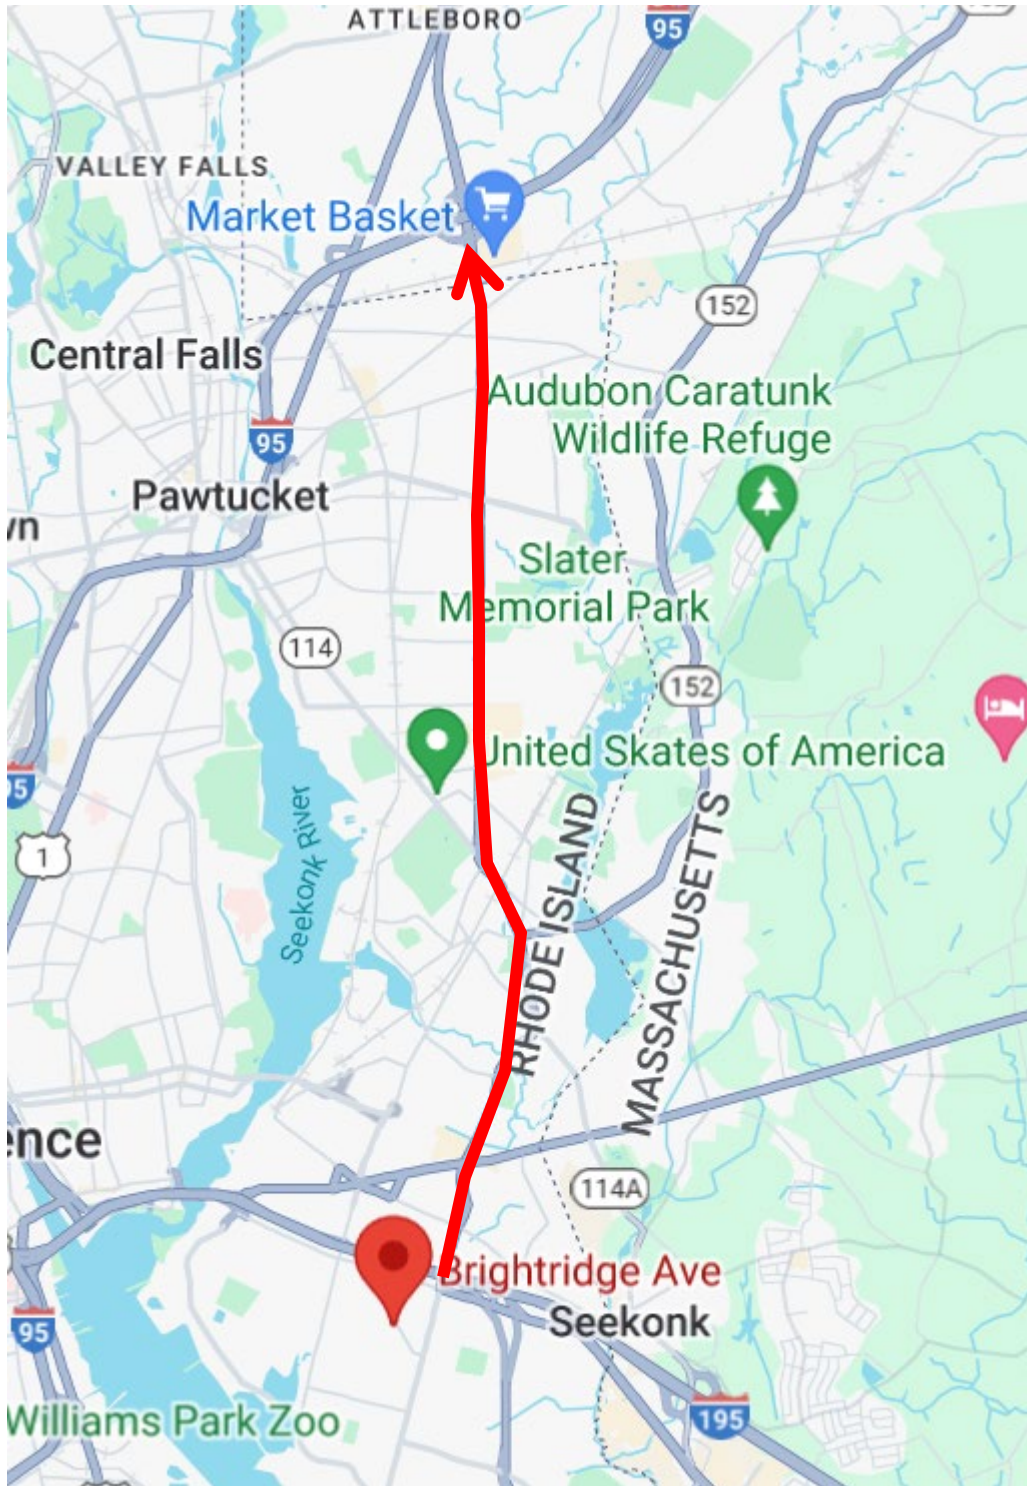 ATTLEBORO
95
VALLEY FALLS
Market Basket
152
Central Falls
Audubon Caratunk
Wildlife Refuge
95
Pawtucket
Slater
Memorial Park
114
152
United Skates of America
1
Seekonk River
RHODE ISLAND
MASSACHUSETTS
114A
Brightridge Ave
Seekonk
95
Williams Park Zoo
195